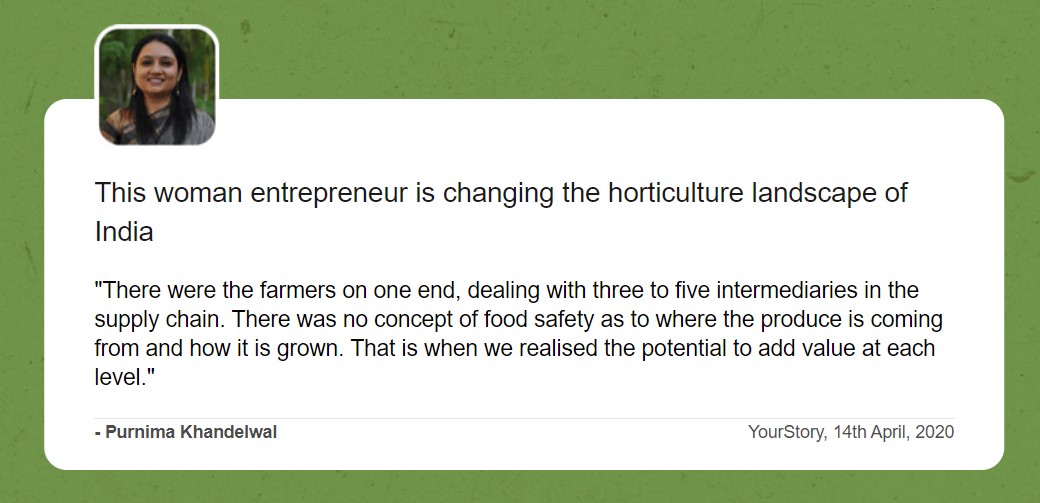 This woman entrepreneur is changing the horticulture landscape of
India
"There were the farmers on one end, dealing with three to five intermediaries in the
supply chain. There was no concept of food safety as to where the produce is coming
from and how it is grown. That is when we realised the potential to add value at each
level."
- Purnima Khandelwal YourStory, 14th April, 2020